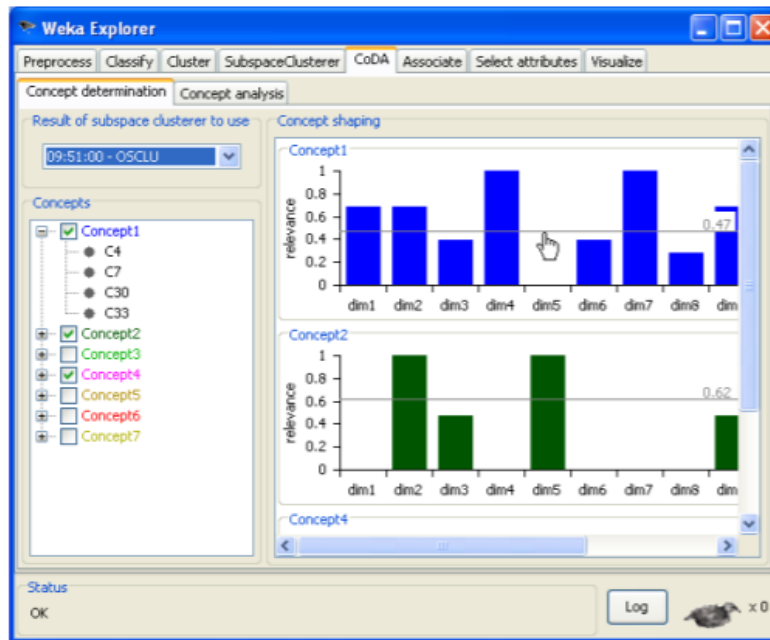 Weka Explorer
Preprocess Classify Cluster SubspaceClusterer CoDA Associate Select attributes Visualize
Concept determination Concept analysis
Result of subspace clusterer to use
09:51:00 - OSCLU
Concepts
Concept1
C4
C7
C30
C33
Concept2
Concept3
Concept4
Concept5
Concept6
Concept7
Concept shaping
Concept1
relevance
1
0.8
0.6
0.4
0.2
0
0.47
dim1 dim2 dim3 dim4 dim5 dim6 dim7 dim8 dim
Concept2
relevance
1
0.8
0.6
0.4
0.2
0
0.62
dim1 dim2 dim3 dim4 dim5 dim6 dim7 dim8 dim
Concept4
Status
OK
Log
x 0